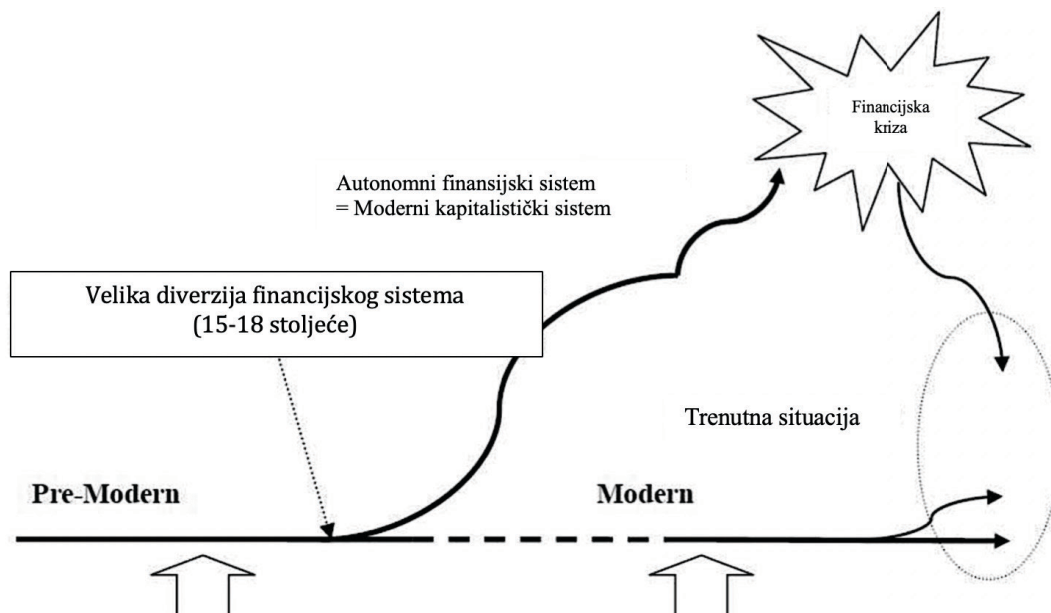 Financijska
kriza
Autonomni finansijski sistem
= Moderni kapitalistički sistem
Velika diverzija financijskog sistema
(15-18 stoljeće)
Trenutna situacija
Pre-Modern
Modern